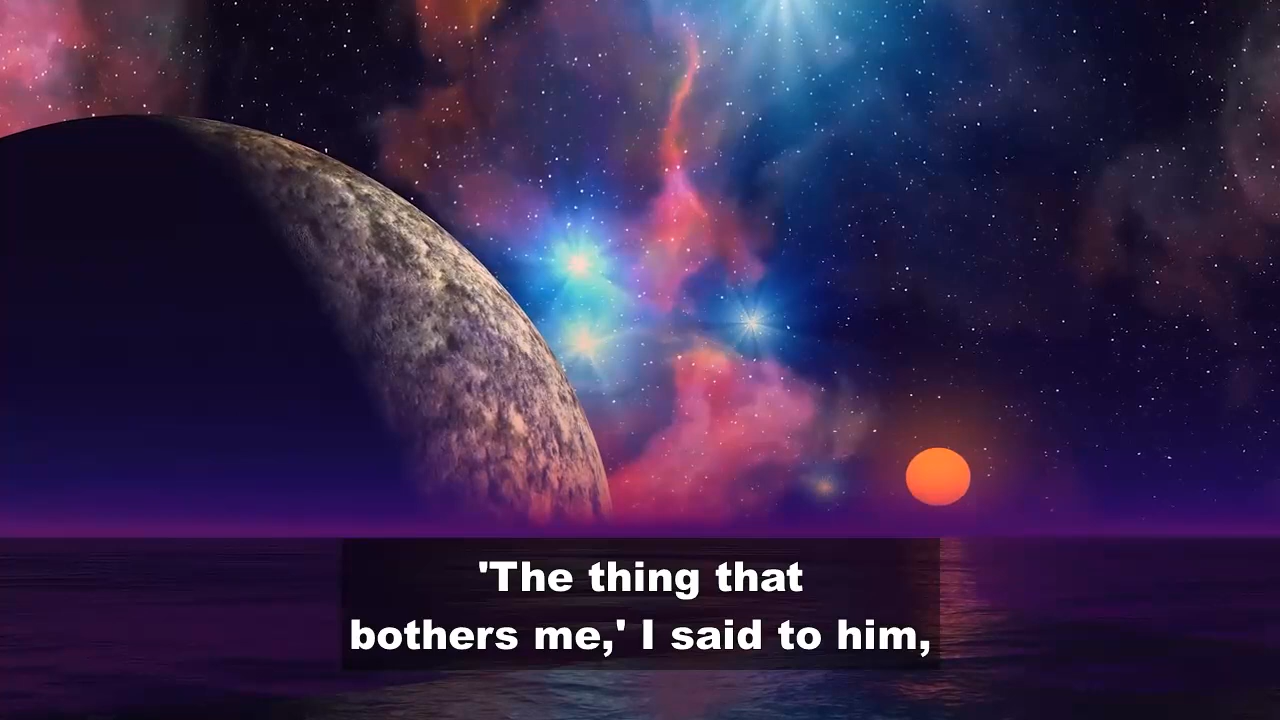 'The thing that
bothers me,' I said to him,